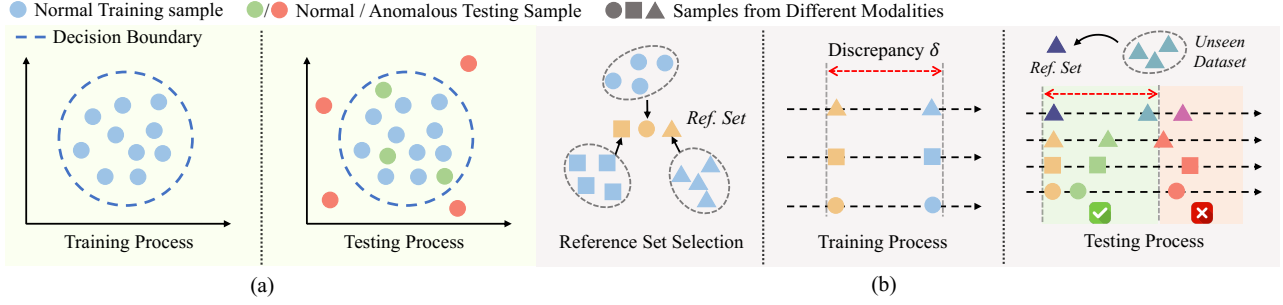 Normal Training sample
/
Normal / Anomalous Testing Sample
Samples from Different Modalities
Decision Boundary
Training Process
Testing Process
(a)
Ref. Set
Reference Set Selection
Discrepancy δ
Training Process
Ref. Set
Unseen
Dataset
Testing Process
(b)